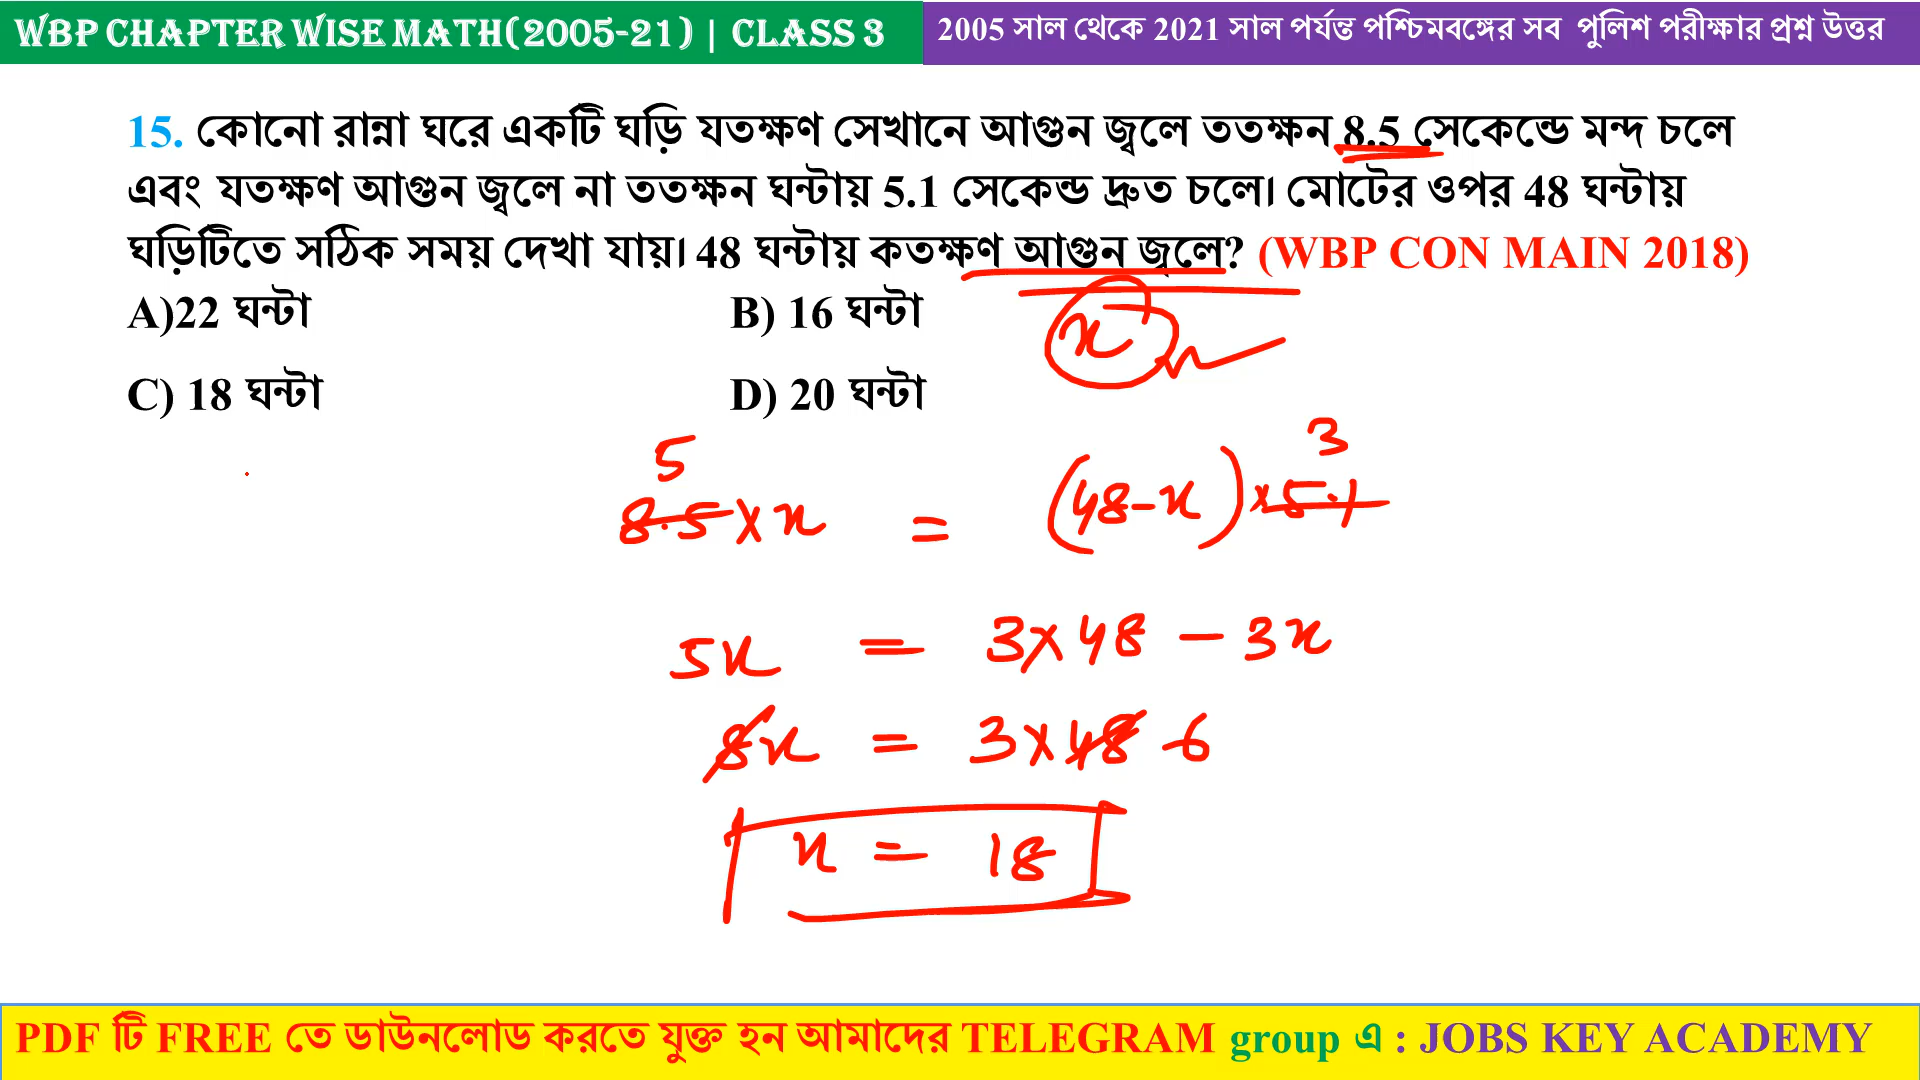 WBP CHAPTER WISE MATH(2005-21) | CLASS 3
2005 সাল থেকে 2021 সাল পর্যন্ত পশ্চিমবঙ্গের সব পুলিশ পরীক্ষার প্রশ্ন উত্তর
15. কোনো রান্না ঘরে একটি ঘড়ি যতক্ষণ সেখানে আগুন জ্বলে ততক্ষন 8.5 সেকেন্ডে মন্দ চলে
এবং যতক্ষণ আগুন জ্বলে না ততক্ষন ঘন্টায় 5.1 সেকেন্ড দ্রুত চলে। মোটের ওপর 48 ঘন্টায়
ঘড়িটিতে সঠিক সময় দেখা যায়। 48 ঘন্টায় কতক্ষণ আগুন জ্বলে? (WBP CON MAIN 2018)
A)22 ঘন্টা B) 16 ঘন্টা
x
C) 18 ঘন্টা D) 20 ঘন্টা
5 3
8.5 × x = (48-x) × 5.1
5x = 3×48 - 3x
8x = 3×48 6
x = 18
PDF টি FREE তে ডাউনলোড করতে যুক্ত হন আমাদের TELEGRAM group এ : JOBS KEY ACADEMY